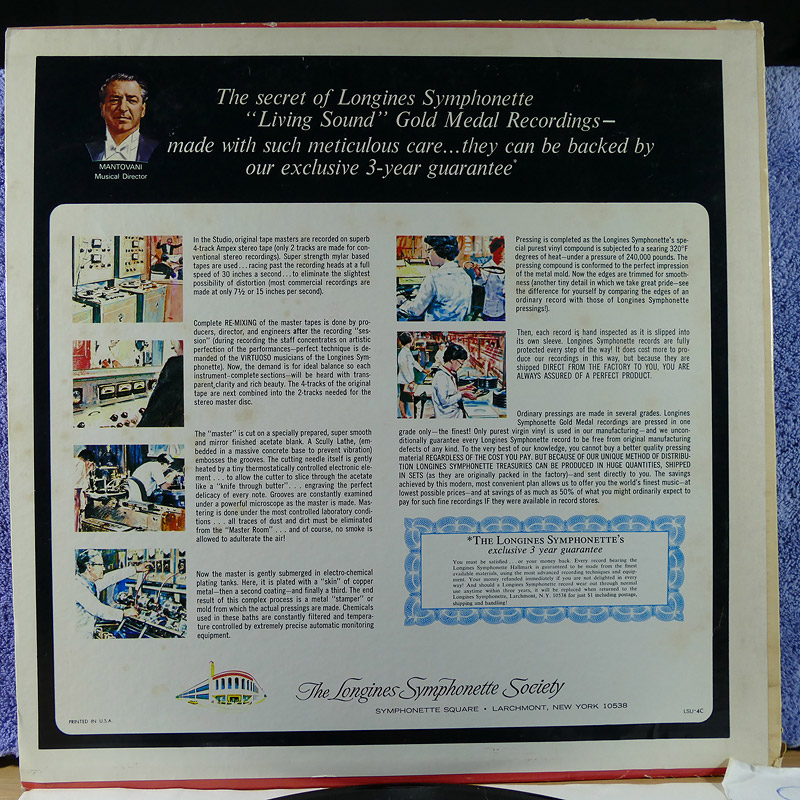 The secret of Longines Symphonette
"Living Sound" Gold Medal Recordings—
made with such meticulous care...they can be backed by
our exclusive 3-year guarantee*
MANTOVANI
Musical Director
In the Studio, original tape masters are recorded on superb
4-track Ampex stereo tape (only 2 tracks are made for con-
ventional stereo recordings). Super strength mylar based
tapes are used . . . racing past the recording heads at a full
speed of 30 inches a second . . . to eliminate the slightest
possibility of distortion (most commercial recordings are
made at only 7½ or 15 inches per second).
Complete RE-MIXING of the master tapes is done by pro-
ducers, director, and engineers after the recording "ses-
sion" (during recording the staff concentrates on artistic
perfection of the performances—perfect technique is de-
manded of the VIRTUOSO musicians of the Longines Sym-
phonette). Now, the demand is for ideal balance so each
instrument—complete sections—will be heard with trans-
parent clarity and rich beauty. The 4-tracks of the original
tape are next combined into the 2-tracks needed for the
stereo master disc.
The "master" is cut on a specially prepared, super smooth
and mirror finished acetate blank. A Scully Lathe, (em-
bedded in a massive concrete base to prevent vibration)
embosses the grooves. The cutting needle itself is gently
heated by a tiny thermostatically controlled electronic ele-
ment . . . to allow the cutter to slice through the acetate
like a "knife through butter" . . . engraving the perfect
delicacy of every note. Grooves are constantly examined
under a powerful microscope as the master is made. Mas-
tering is done under the most controlled laboratory condi-
tions . . . all traces of dust and dirt must be eliminated
from the "Master Room" . . . and of course, no smoke is
allowed to adulterate the air!
Now the master is gently submerged in electro-chemical
plating tanks. Here, it is plated with a "skin" of copper
metal—then a second coating—and finally a third. The end
result of this complex process is a metal "stamper" or
mold from which the actual pressings are made. Chemicals
used in these baths are constantly filtered and tempera-
ture controlled by extremely precise automatic monitoring
equipment.
Pressing is completed as the Longines Symphonette's spe-
cial purest vinyl compound is subjected to a searing 320°F
degrees of heat—under a pressure of 240,000 pounds. The
pressing compound is conformed to the perfect impression
of the metal mold. Now the edges are trimmed for smooth-
ness (another tiny detail in which we take great pride—see
the difference for yourself by comparing the edges of an
ordinary record with those of Longines Symphonette
pressings!).
Then, each record is hand inspected as it is slipped into
its own sleeve. Longines Symphonette records are fully
protected every step of the way! It does cost more to pro-
duce our recordings in this way, but because they are
shipped DIRECT FROM THE FACTORY TO YOU, YOU ARE
ALWAYS ASSURED OF A PERFECT PRODUCT.
Ordinary pressings are made in several grades. Longines
Symphonette Gold Medal recordings are pressed in one
grade only—the finest! Only purest virgin vinyl is used in our manufacturing—and we uncon-
ditionally guarantee every Longines Symphonette record to be free from original manufacturing
defects of any kind. To the very best of our knowledge, you cannot buy a better quality pressing
material REGARDLESS OF THE COST YOU PAY. BUT BECAUSE OF OUR UNIQUE METHOD OF DISTRIBU-
TION LONGINES SYMPHONETTE TREASURIES CAN BE PRODUCED IN HUGE QUANTITIES, SHIPPED
IN SETS (as they are originally packed in the factory)—and sent directly to you. The savings
achieved by this modern, most convenient plan allows us to offer you the world's finest music—at
lowest possible prices—and at savings of as much as 50% of what you might ordinarily expect to
pay for such fine recordings IF they were available in record stores.
*THE LONGINES SYMPHONETTE'S
exclusive 3 year guarantee
You must be satisfied . . . or your money back. Every record bearing the
Longines Symphonette Hallmark is guaranteed to be made from the finest
available materials, using the most advanced recording techniques and equip-
ment. Your money refunded immediately if you are not delighted in every
way! And should a Longines Symphonette record wear out through normal
use anytime within three years, it will be replaced when returned to the
Longines Symphonette, Larchmont, N.Y. 10538 for just $1 including postage,
shipping and handling!
The Longines Symphonette Society
SYMPHONETTE SQUARE • LARCHMONT, NEW YORK 10538
PRINTED IN U.S.A.
LSU-4C